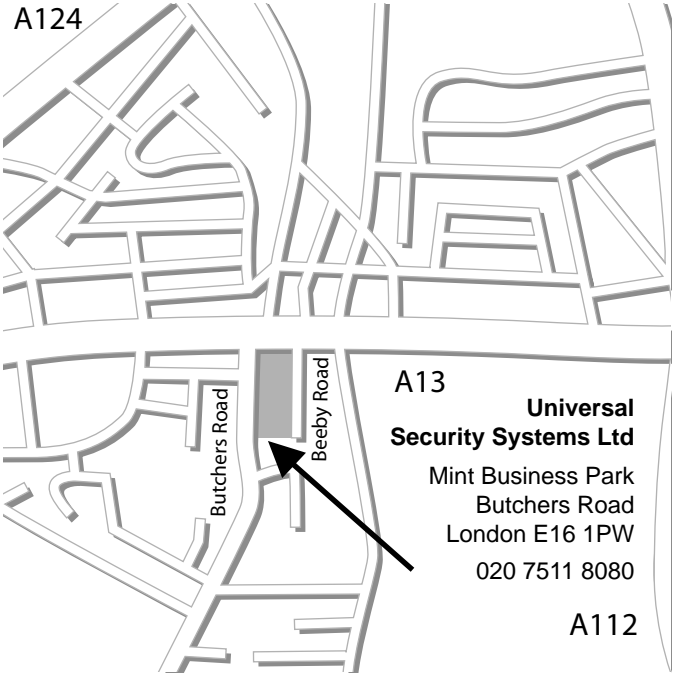 A124
Butchers Road
Beeby Road
A13
Universal
Security Systems Ltd
Mint Business Park
Butchers Road
London E16 1PW
020 7511 8080
A112